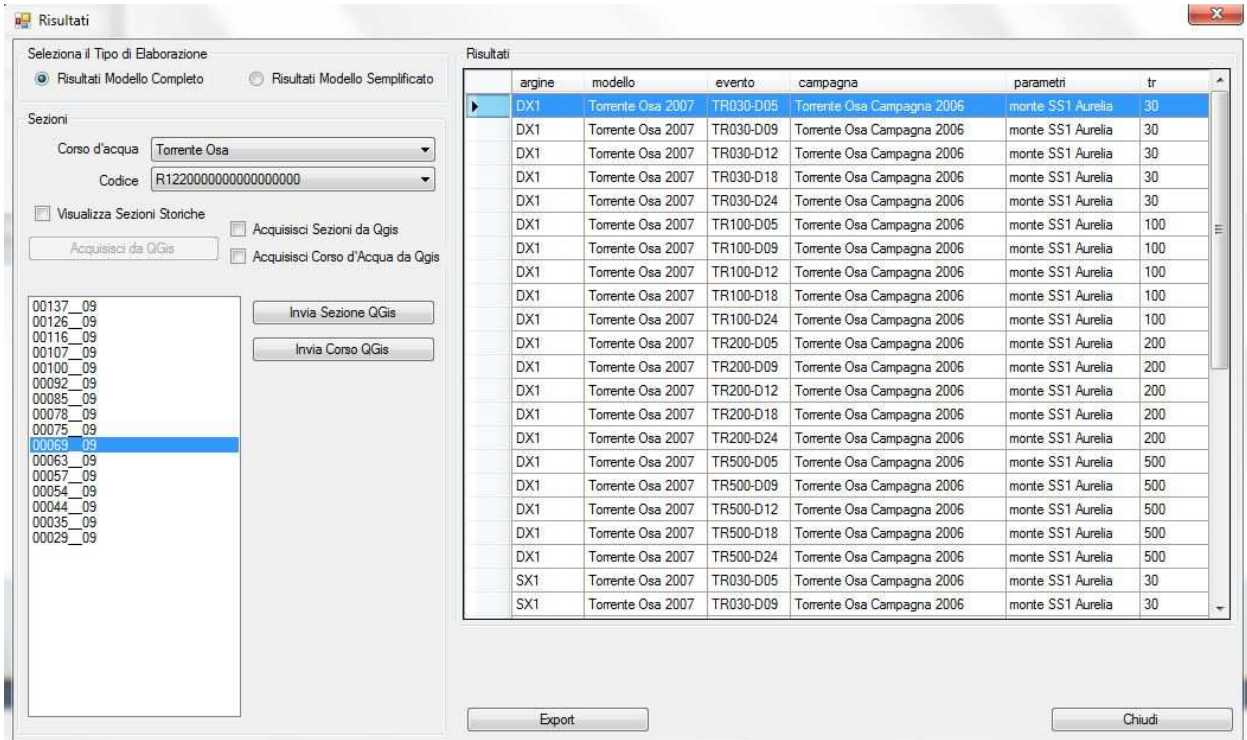 Risultati
Seleziona il Tipo di Elaborazione
Risultati Modello Completo
Risultati Modello Semplificato
Sezioni
Corso d'acqua Torrente Osa
Codice R1220000000000000000
Visualizza Sezioni Storiche
Acquisisci da QGis
Acquisisci Sezioni da Qgis
Acquisisci Corso d'Acqua da Qgis
00137__09
00126__09
00116__09
00107__09
00100__09
00092__09
00085__09
00078__09
00075__09
00069__09
00063__09
00057__09
00054__09
00044__09
00035__09
00029__09
Invia Sezione QGis
Invia Corso QGis
Risultati
argine modello evento campagna parametri tr
DX1 Torrente Osa 2007 TR030-D05 Torrente Osa Campagna 2006 monte SS1 Aurelia 30
DX1 Torrente Osa 2007 TR030-D09 Torrente Osa Campagna 2006 monte SS1 Aurelia 30
DX1 Torrente Osa 2007 TR030-D12 Torrente Osa Campagna 2006 monte SS1 Aurelia 30
DX1 Torrente Osa 2007 TR030-D18 Torrente Osa Campagna 2006 monte SS1 Aurelia 30
DX1 Torrente Osa 2007 TR030-D24 Torrente Osa Campagna 2006 monte SS1 Aurelia 30
DX1 Torrente Osa 2007 TR100-D05 Torrente Osa Campagna 2006 monte SS1 Aurelia 100
DX1 Torrente Osa 2007 TR100-D09 Torrente Osa Campagna 2006 monte SS1 Aurelia 100
DX1 Torrente Osa 2007 TR100-D12 Torrente Osa Campagna 2006 monte SS1 Aurelia 100
DX1 Torrente Osa 2007 TR100-D18 Torrente Osa Campagna 2006 monte SS1 Aurelia 100
DX1 Torrente Osa 2007 TR100-D24 Torrente Osa Campagna 2006 monte SS1 Aurelia 100
DX1 Torrente Osa 2007 TR200-D05 Torrente Osa Campagna 2006 monte SS1 Aurelia 200
DX1 Torrente Osa 2007 TR200-D09 Torrente Osa Campagna 2006 monte SS1 Aurelia 200
DX1 Torrente Osa 2007 TR200-D12 Torrente Osa Campagna 2006 monte SS1 Aurelia 200
DX1 Torrente Osa 2007 TR200-D18 Torrente Osa Campagna 2006 monte SS1 Aurelia 200
DX1 Torrente Osa 2007 TR200-D24 Torrente Osa Campagna 2006 monte SS1 Aurelia 200
DX1 Torrente Osa 2007 TR500-D05 Torrente Osa Campagna 2006 monte SS1 Aurelia 500
DX1 Torrente Osa 2007 TR500-D09 Torrente Osa Campagna 2006 monte SS1 Aurelia 500
DX1 Torrente Osa 2007 TR500-D12 Torrente Osa Campagna 2006 monte SS1 Aurelia 500
DX1 Torrente Osa 2007 TR500-D18 Torrente Osa Campagna 2006 monte SS1 Aurelia 500
DX1 Torrente Osa 2007 TR500-D24 Torrente Osa Campagna 2006 monte SS1 Aurelia 500
SX1 Torrente Osa 2007 TR030-D05 Torrente Osa Campagna 2006 monte SS1 Aurelia 30
SX1 Torrente Osa 2007 TR030-D09 Torrente Osa Campagna 2006 monte SS1 Aurelia 30
Export
Chiudi